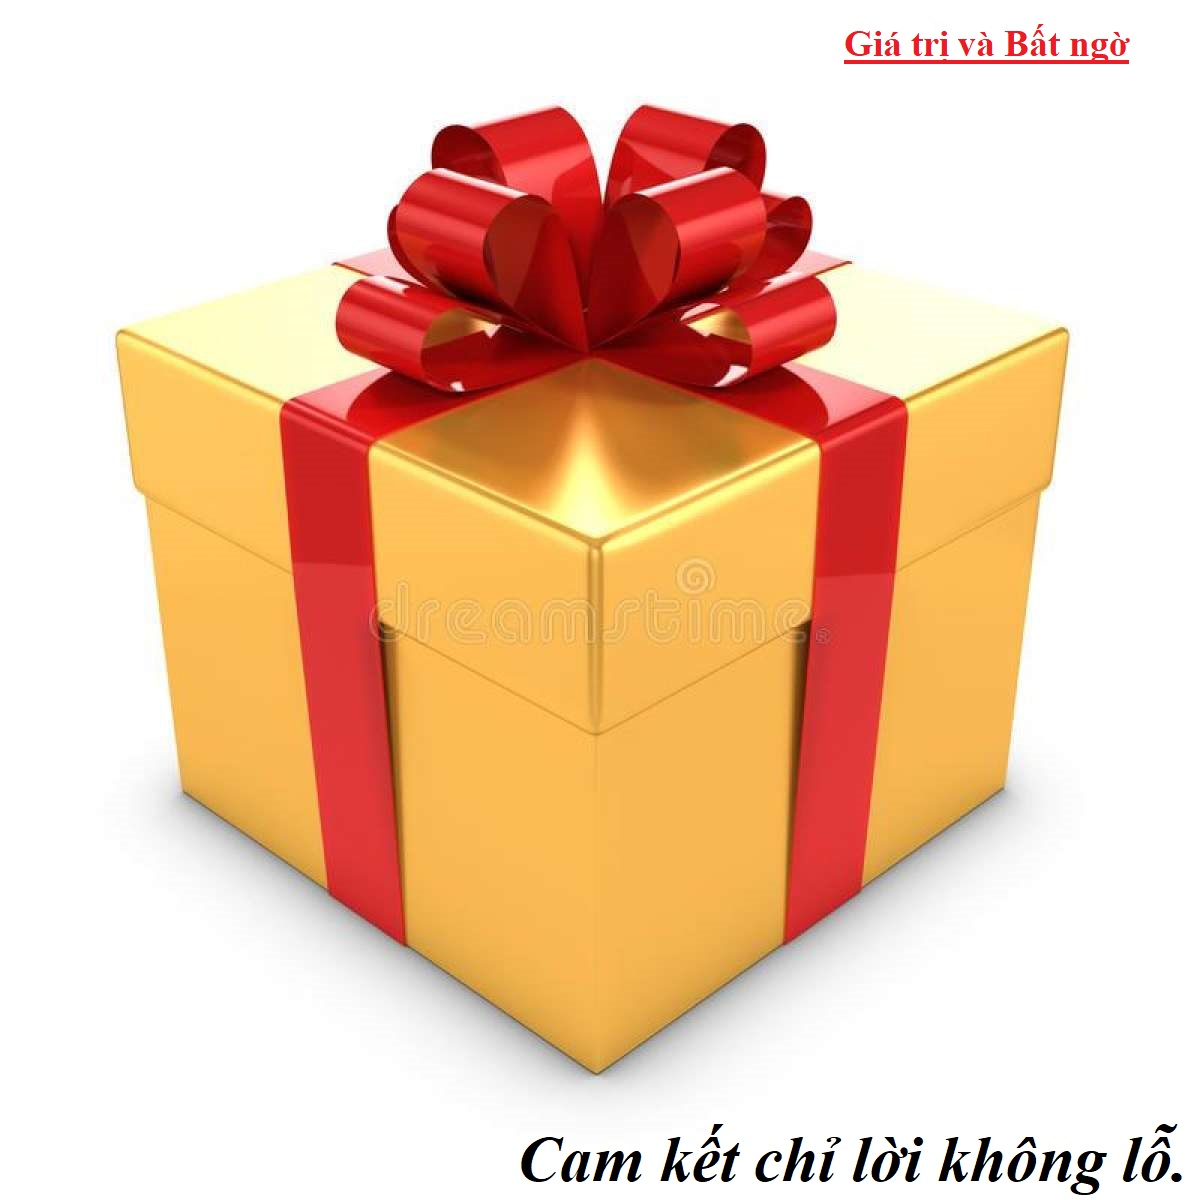 Giá trị và Bất ngờ
dreamstime®
Cam kết chỉ lời không lỗ.